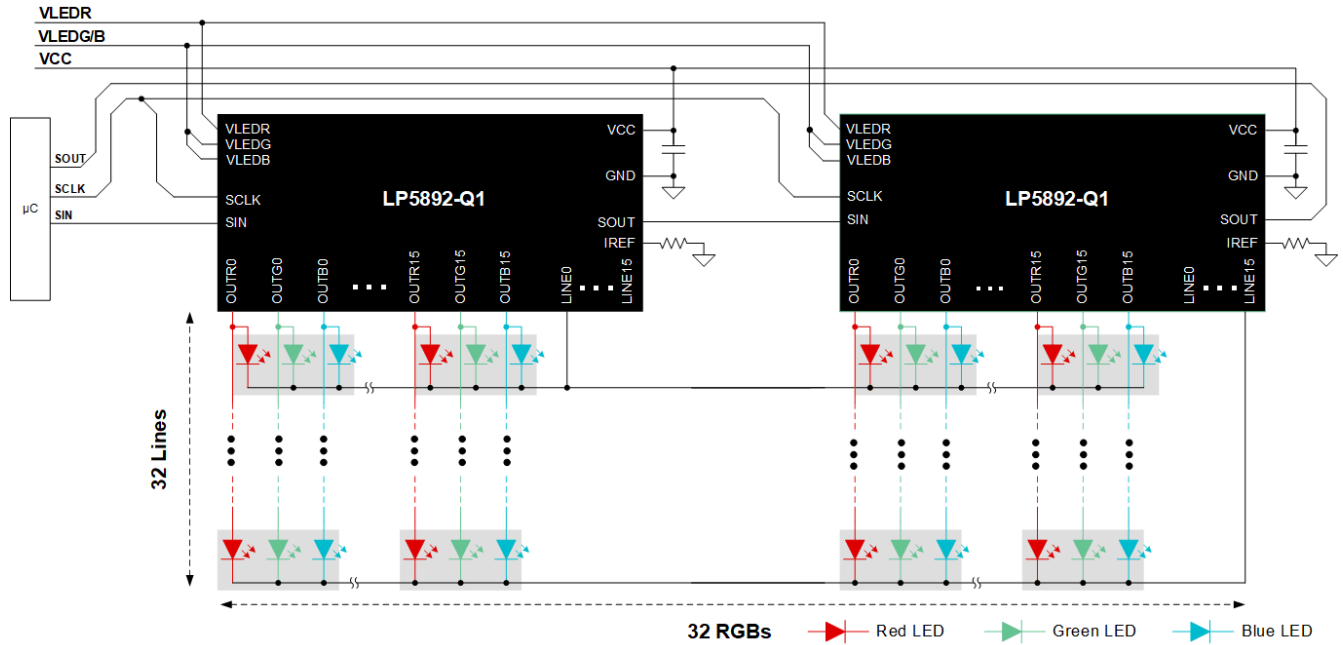 VLEDR
VLEDG/B
VCC
VLEDR
VLEDG
VLEDB
VCC
GND
SCLK
SIN
LP5892-Q1
SOUT
IREF
OUTR0
OUTG0
OUTB0
OUTR15
OUTG15
OUTB15
LINE0
LINE15
VLEDR
VLEDG
VLEDB
VCC
GND
SCLK
SIN
LP5892-Q1
SOUT
IREF
OUTR0
OUTG0
OUTB0
OUTR15
OUTG15
OUTB15
LINE0
LINE15
SOUT
SCLK
SIN
µC
32 Lines
32 RGBs
Red LED
Green LED
Blue LED